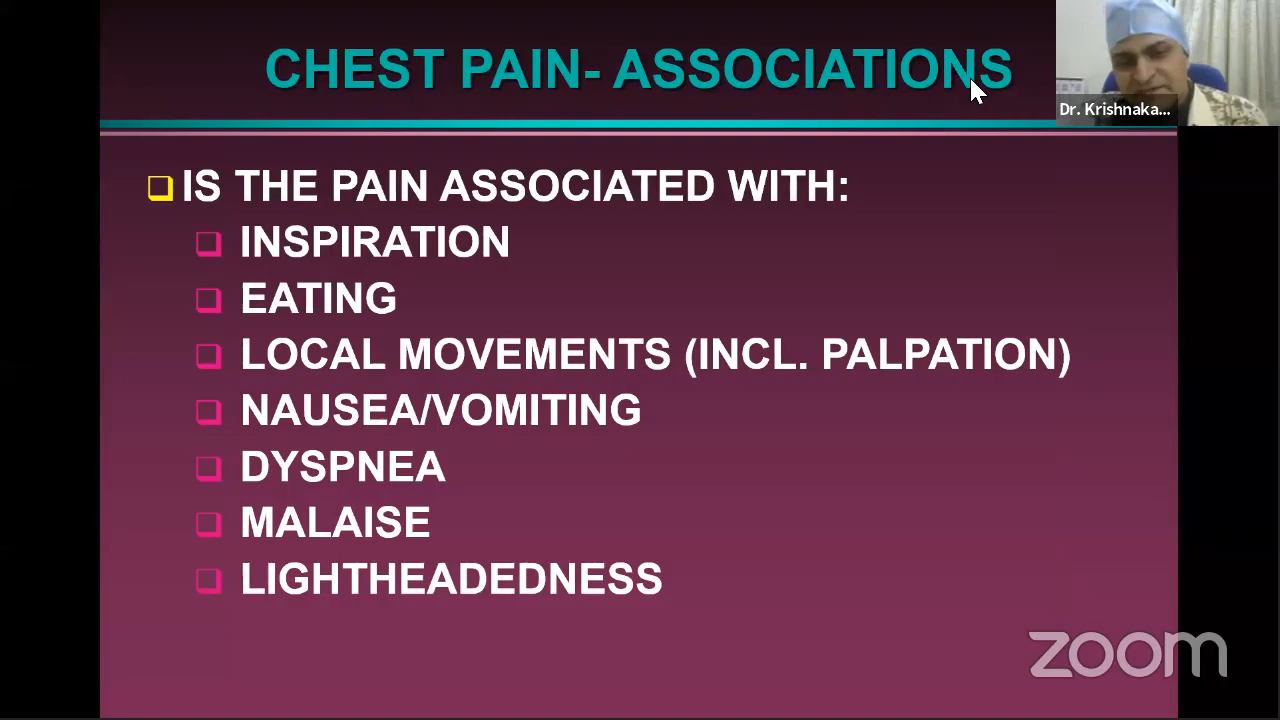 CHEST PAIN- ASSOCIATIONS
Dr. Krishnaka...
IS THE PAIN ASSOCIATED WITH:
INSPIRATION
EATING
LOCAL MOVEMENTS (INCL. PALPATION)
NAUSEA/VOMITING
DYSPNEA
MALAISE
LIGHTHEADEDNESS
zoom